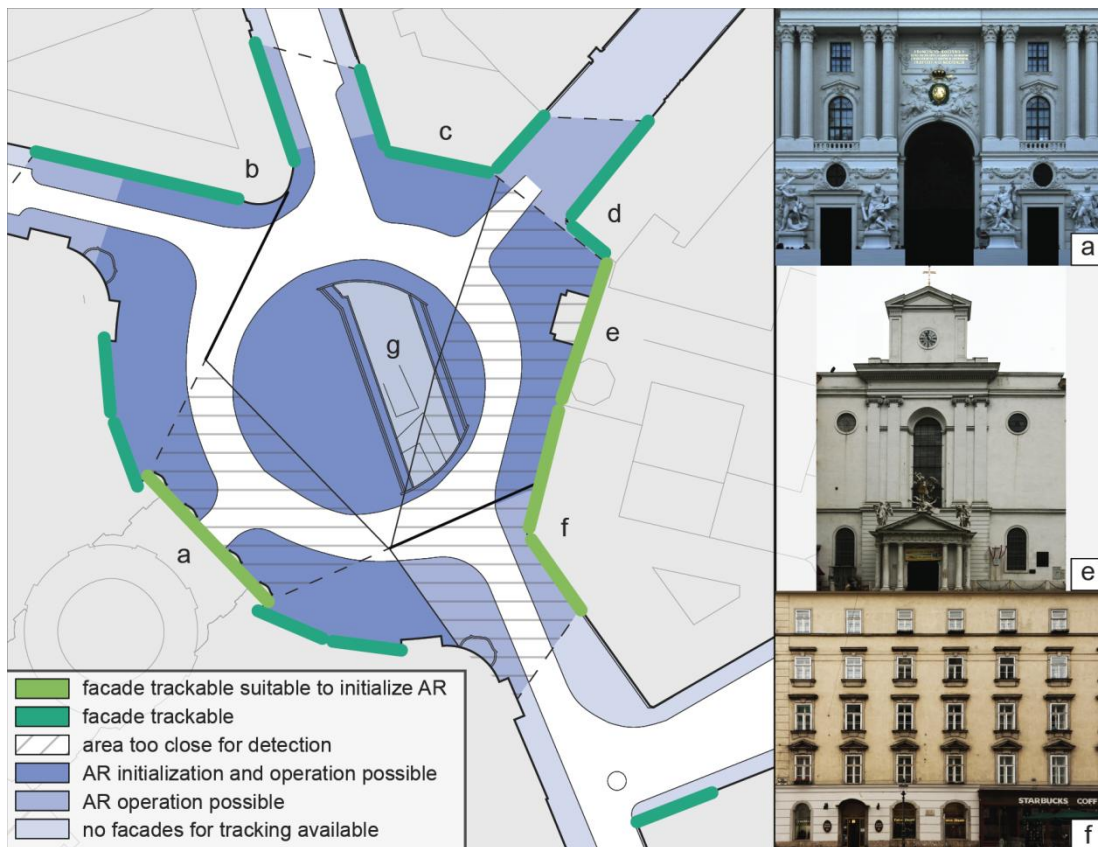 c
b
d
e
g
f
a
facade trackable suitable to initialize AR
facade trackable
area too close for detection
AR initialization and operation possible
AR operation possible
no facades for tracking available
a
e
STARBUCKS COFF
f